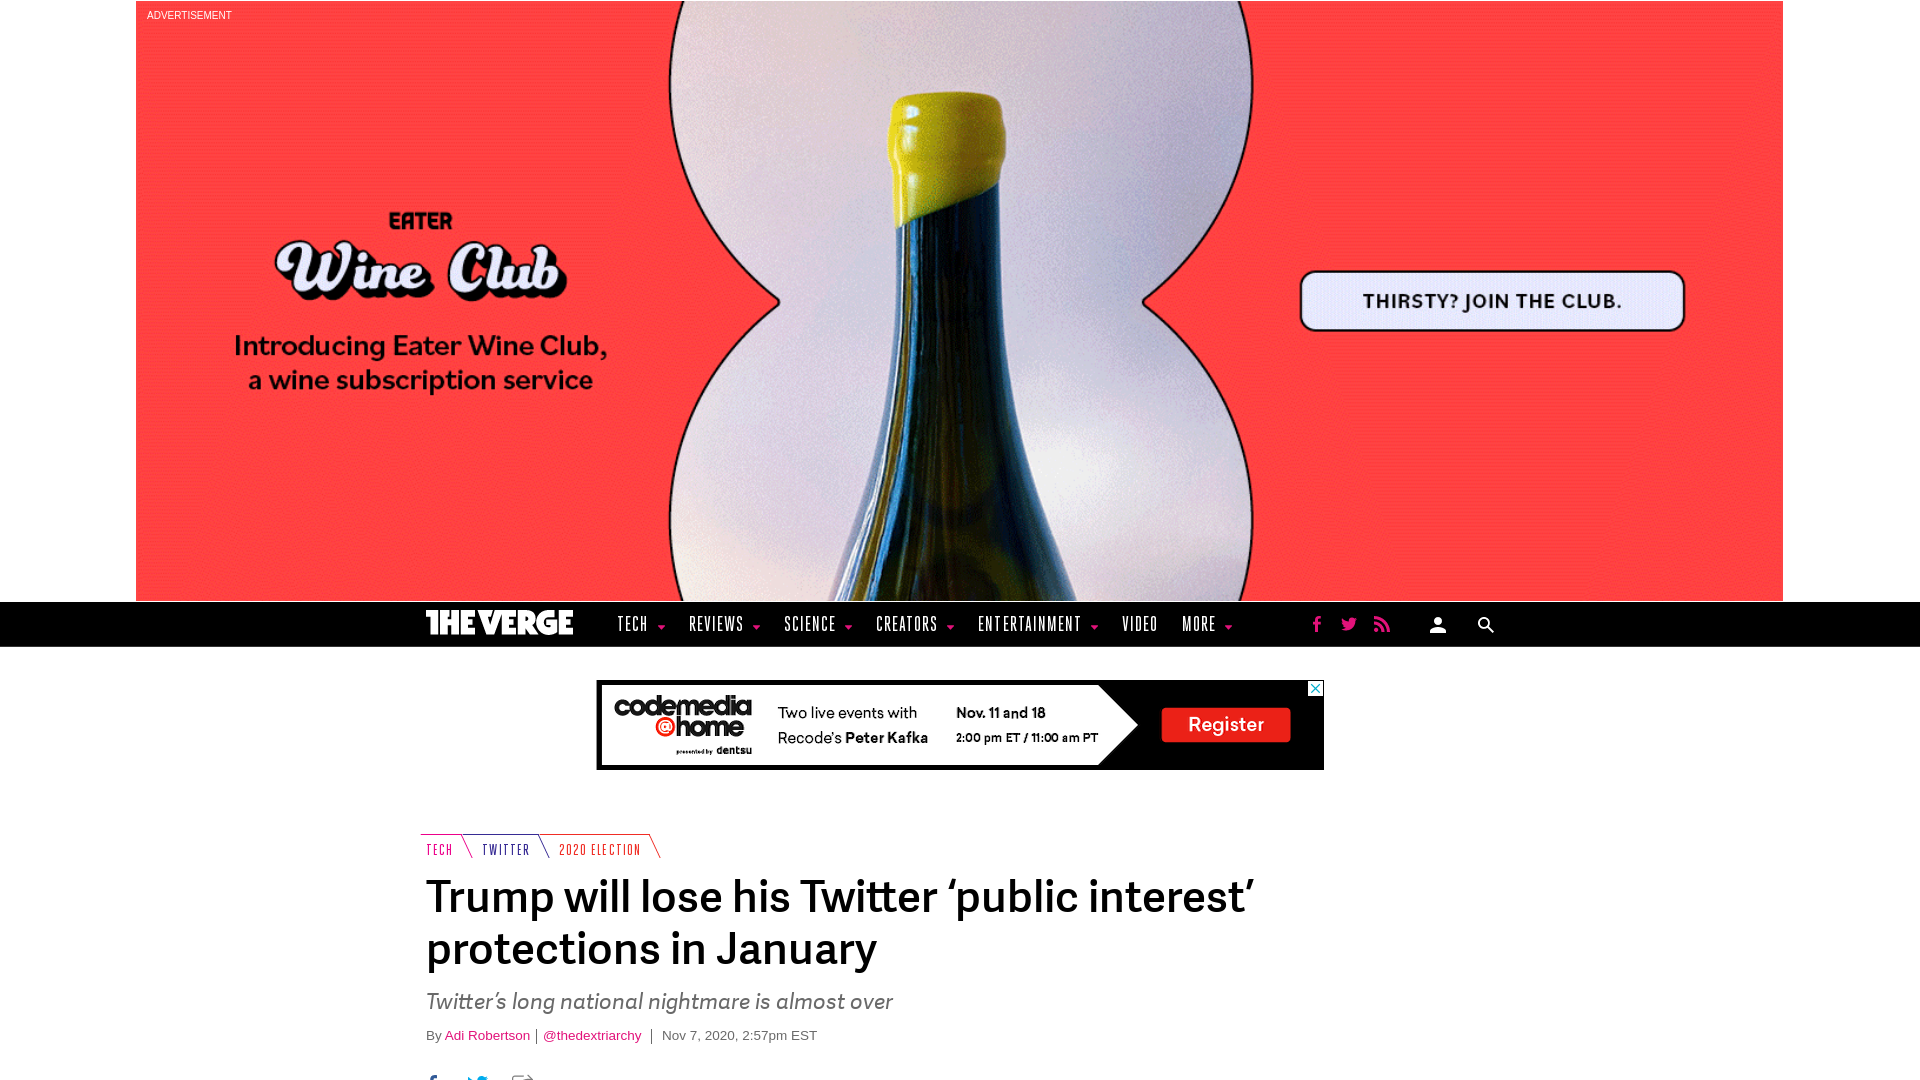 ADVERTISEMENT
EATER
Wine Club
Introducing Eater Wine Club,
a wine subscription service
THIRSTY? JOIN THE CLUB.
THE VERGE TECH REVIEWS SCIENCE CREATORS ENTERTAINMENT VIDEO MORE
codemedia
@home
presented by dentsu
Two live events with
Recode’s Peter Kafka
Nov. 11 and 18
2:00 pm ET / 11:00 am PT
Register
TECH TWITTER 2020 ELECTION
Trump will lose his Twitter ‘public interest’
protections in January
Twitter’s long national nightmare is almost over
By Adi Robertson | @thedextriarchy | Nov 7, 2020, 2:57pm EST